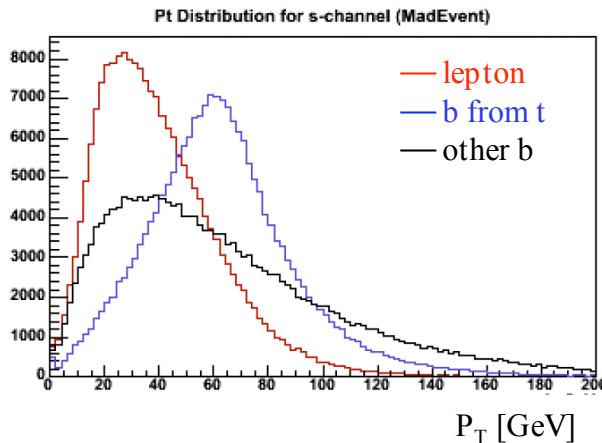 Pt Distribution for s-channel (MadEvent)
8000
7000
6000
5000
4000
3000
2000
1000
0
lepton
b from t
other b
0 20 40 60 80 100 120 140 160 180 200
P_T [GeV]